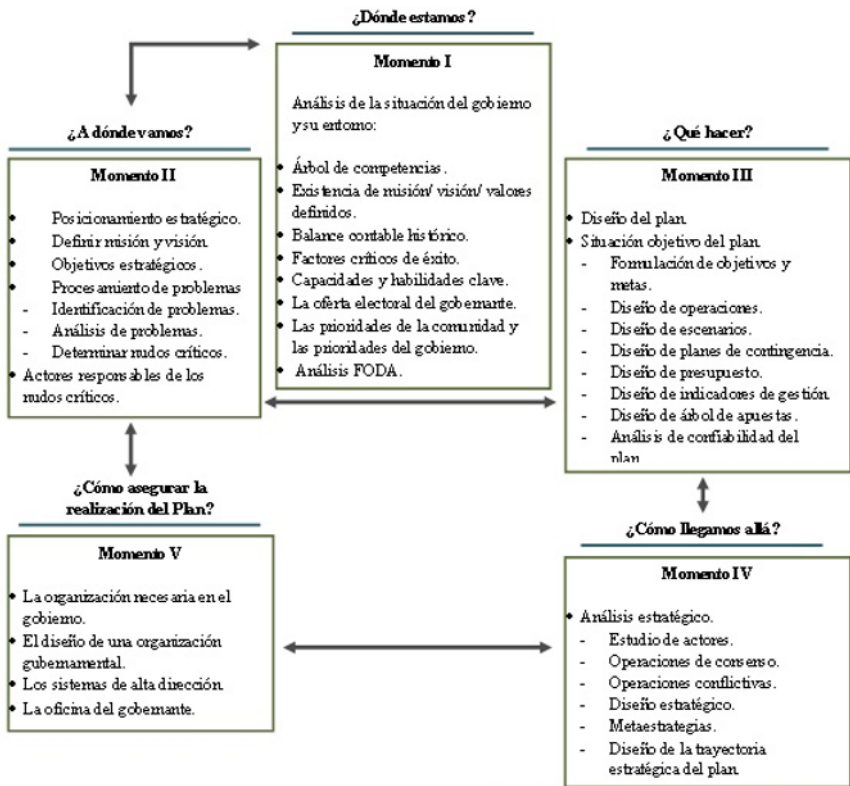 ¿Dónde estamos?
Momento I
Análisis de la situación del gobierno
y su entorno:
• Árbol de competencias.
• Existencia de misión/ visión/ valores
definidos.
• Balance contable histórico.
• Factores críticos de éxito.
• Capacidades y habilidades clave.
• La oferta electoral del gobernante.
• Las prioridades de la comunidad y
las prioridades del gobierno.
• Análisis FODA.
¿A dónde vamos?
Momento II
• Posicionamiento estratégico.
• Definir misión y visión.
• Objetivos estratégicos.
• Procesamiento de problemas
- Identificación de problemas.
- Análisis de problemas.
- Determinar nudos críticos.
• Actores responsables de los
nudos críticos.
¿Qué hacer?
Momento III
• Diseño del plan.
• Situación objetivo del plan.
- Formulación de objetivos y
metas.
- Diseño de operaciones.
- Diseño de escenarios.
- Diseño de planes de contingencia.
- Diseño de presupuesto.
- Diseño de indicadores de gestión.
- Diseño de árbol de apuestas.
- Análisis de confiabilidad del
plan
¿Cómo llegamos allá?
Momento IV
• Análisis estratégico.
- Estudio de actores.
- Operaciones de consenso.
- Operaciones conflictivas.
- Diseño estratégico.
- Metaestrategias.
- Diseño de la trayectoria
estratégica del plan.
¿Cómo asegurar la
realización del Plan?
Momento V
• La organización necesaria en el
gobierno.
• El diseño de una organización
gubernamental.
• Los sistemas de alta dirección.
• La oficina del gobernante.